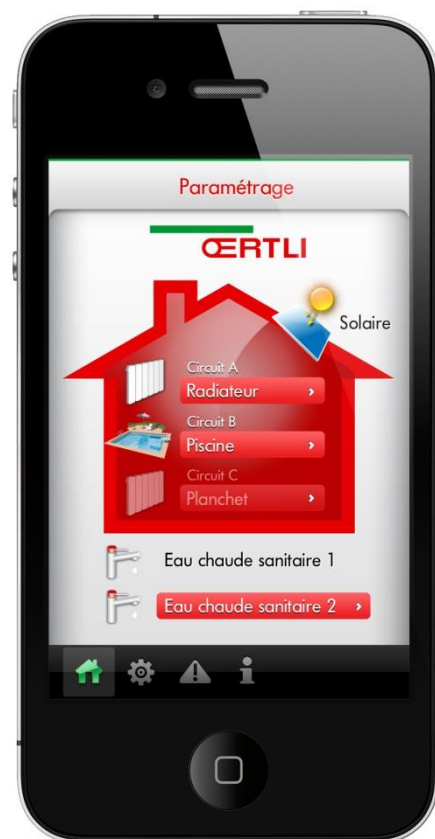 Paramétrage
ŒRTLI
Solaire
Circuit A
Radiateur
Circuit B
Piscine
Circuit C
Planchet
Eau chaude sanitaire 1
Eau chaude sanitaire 2